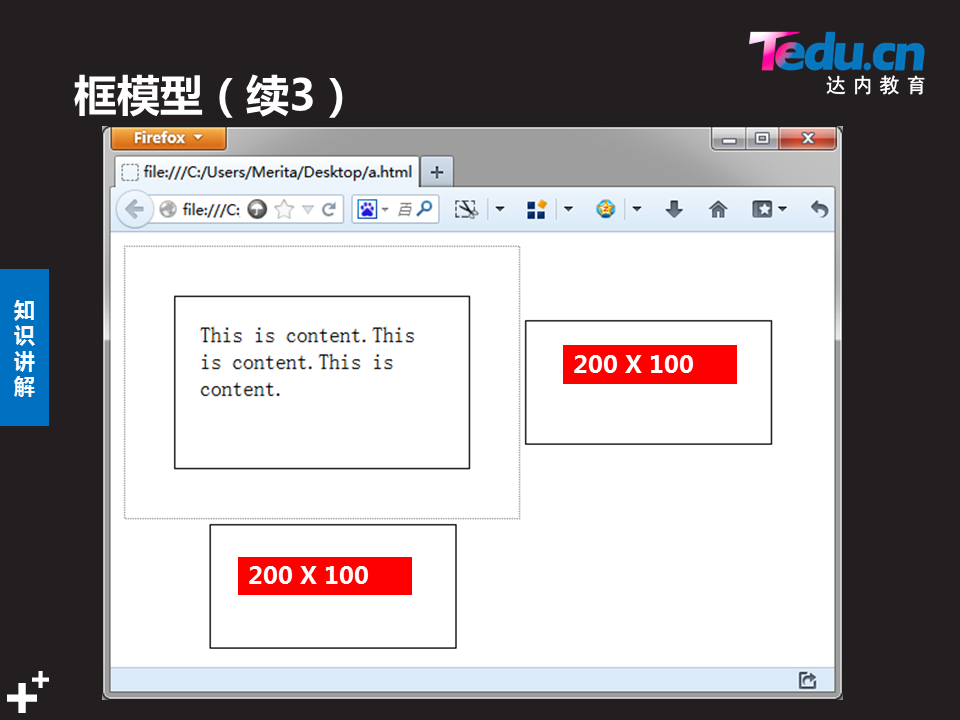 Tedu.cn
达内教育
框模型（续3）
Firefox
file:///C:/Users/Merita/Desktop/a.html
file:///C:
百
知识讲解
This is content.This
is content.This is
content.
200 X 100
200 X 100